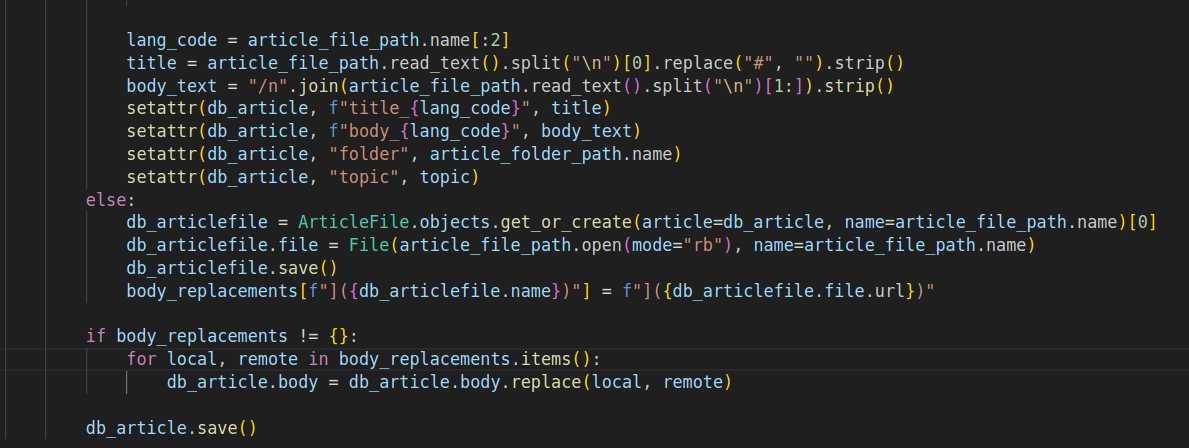 lang_code = article_file_path.name[:2]
title = article_file_path.read_text().split("\n")[0].replace("#", "").strip()
body_text = "/n".join(article_file_path.read_text().split("\n")[1:]).strip()
setattr(db_article, f"title_{lang_code}", title)
setattr(db_article, f"body_{lang_code}", body_text)
setattr(db_article, "folder", article_folder_path.name)
setattr(db_article, "topic", topic)
else:
db_articlefile = ArticleFile.objects.get_or_create(article=db_article, name=article_file_path.name)[0]
db_articlefile.file = File(article_file_path.open(mode="rb"), name=article_file_path.name)
db_articlefile.save()
body_replacements[f"]({db_articlefile.name})"] = f"]({db_articlefile.file.url})"
if body_replacements != {}:
for local, remote in body_replacements.items():
db_article.body = db_article.body.replace(local, remote)
db_article.save()